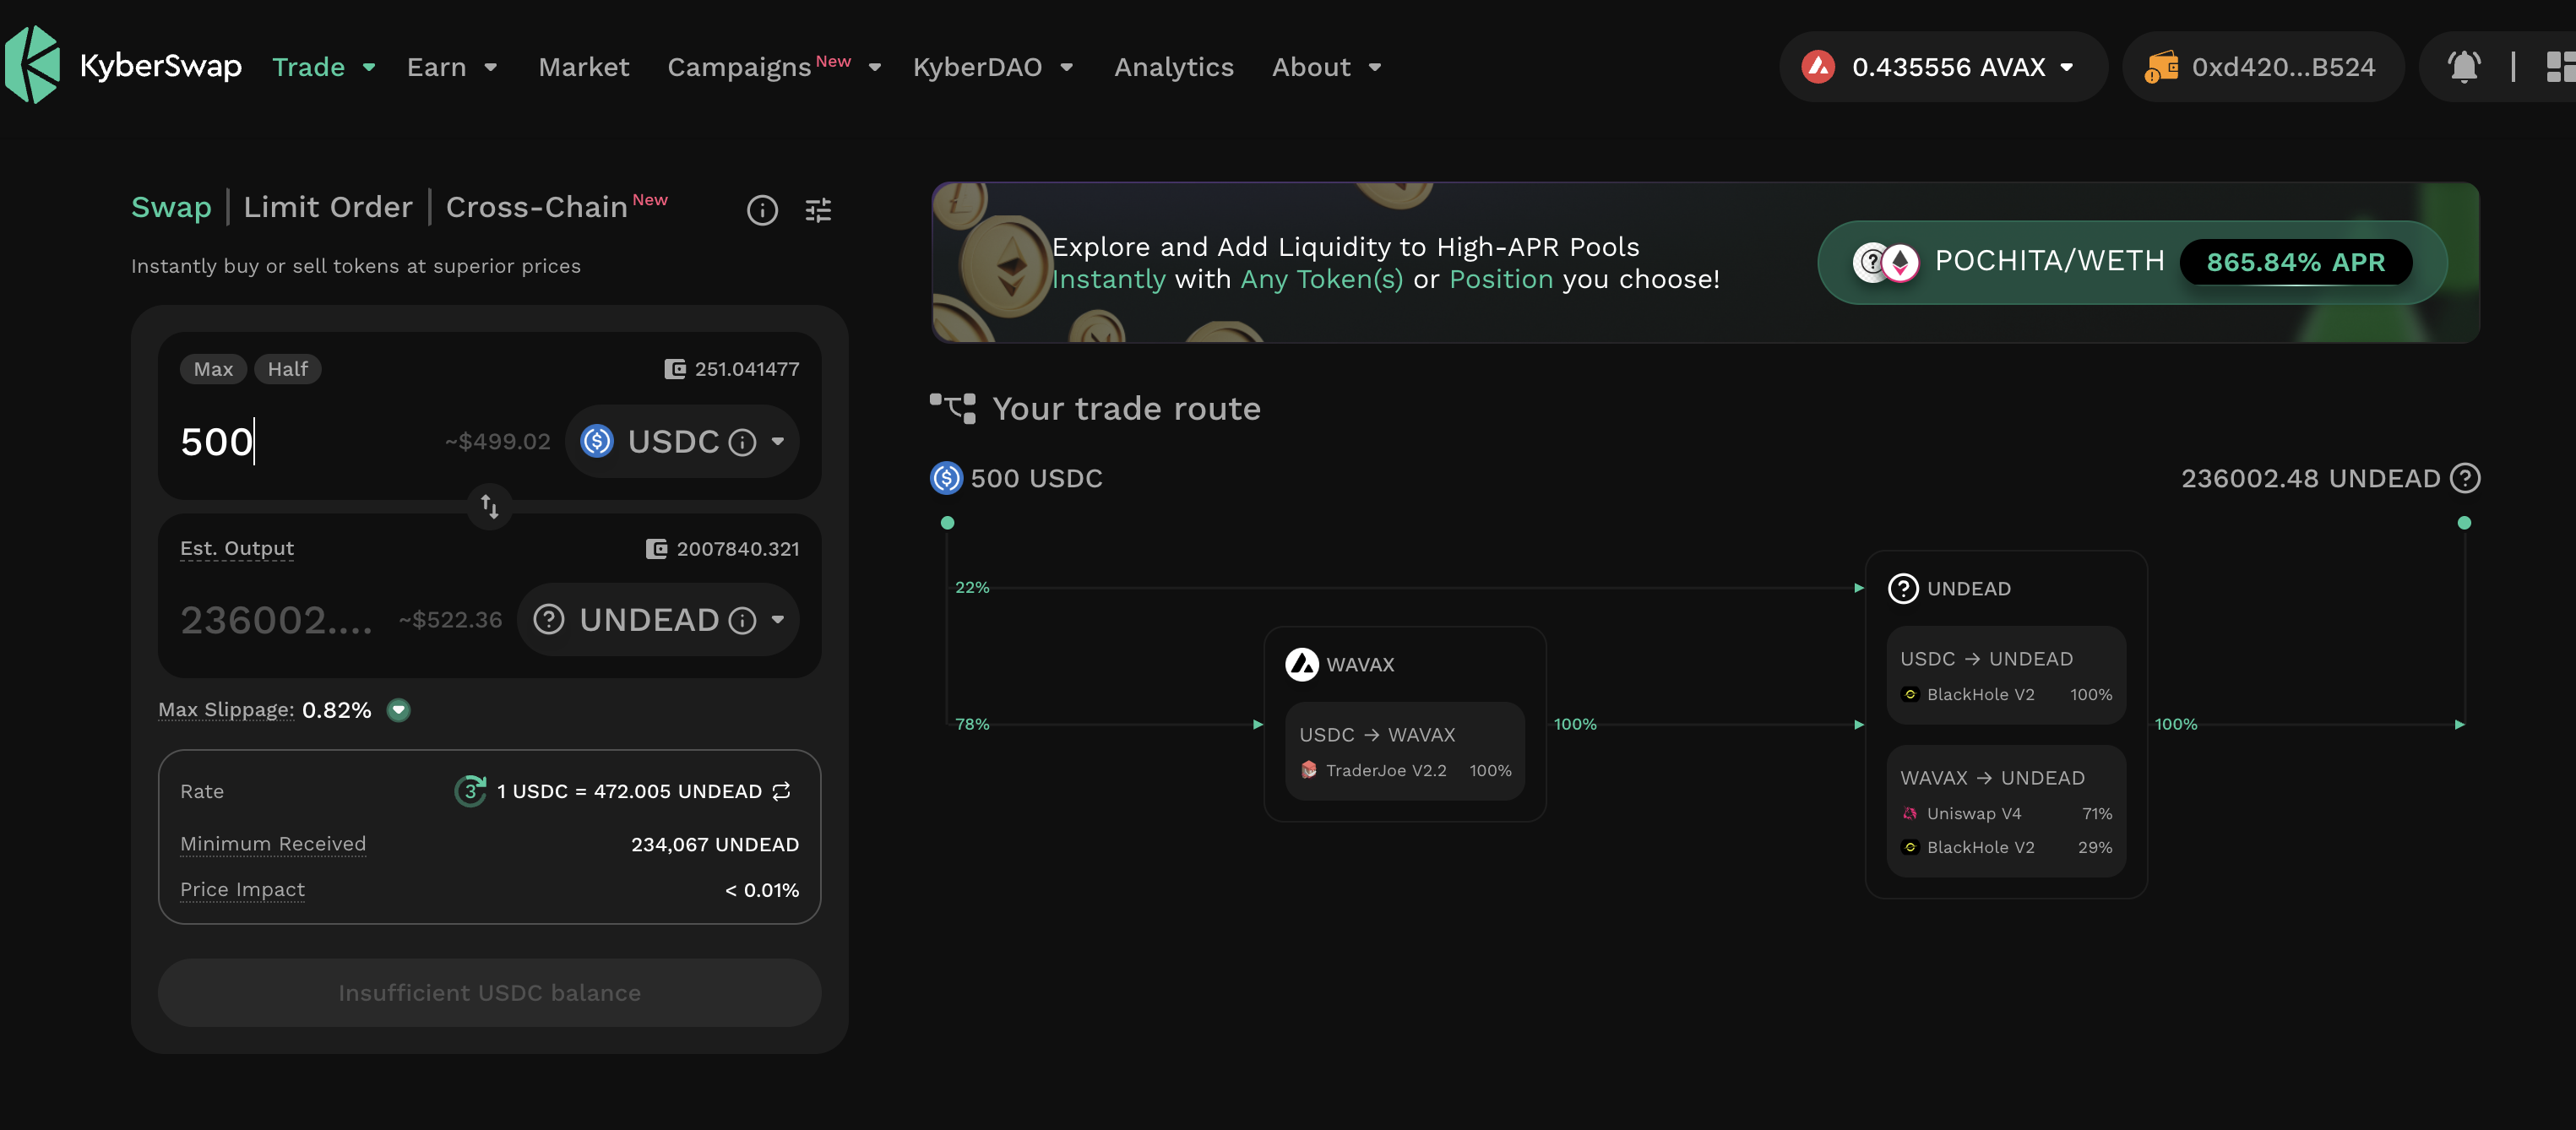 KyberSwap Trade Earn Market Campaigns New KyberDAO Analytics About 0.435556 AVAX 0xd420...B524
Swap | Limit Order | Cross-Chain New
Instantly buy or sell tokens at superior prices
Max Half 251.041477
500 ~$499.02 USDC
Est. Output 2007840.321
236002.... ~$522.36 UNDEAD
Max Slippage: 0.82%
Rate 3 1 USDC = 472.005 UNDEAD
Minimum Received 234,067 UNDEAD
Price Impact < 0.01%
Insufficient USDC balance
Explore and Add Liquidity to High-APR Pools
Instantly with Any Token(s) or Position you choose!
POCHITA/WETH 865.84% APR
Your trade route
500 USDC 236002.48 UNDEAD
22%
78%
WAVAX
USDC → WAVAX
TraderJoe V2.2 100%
100%
UNDEAD
USDC → UNDEAD
BlackHole V2 100%
WAVAX → UNDEAD
Uniswap V4 71%
BlackHole V2 29%
100%